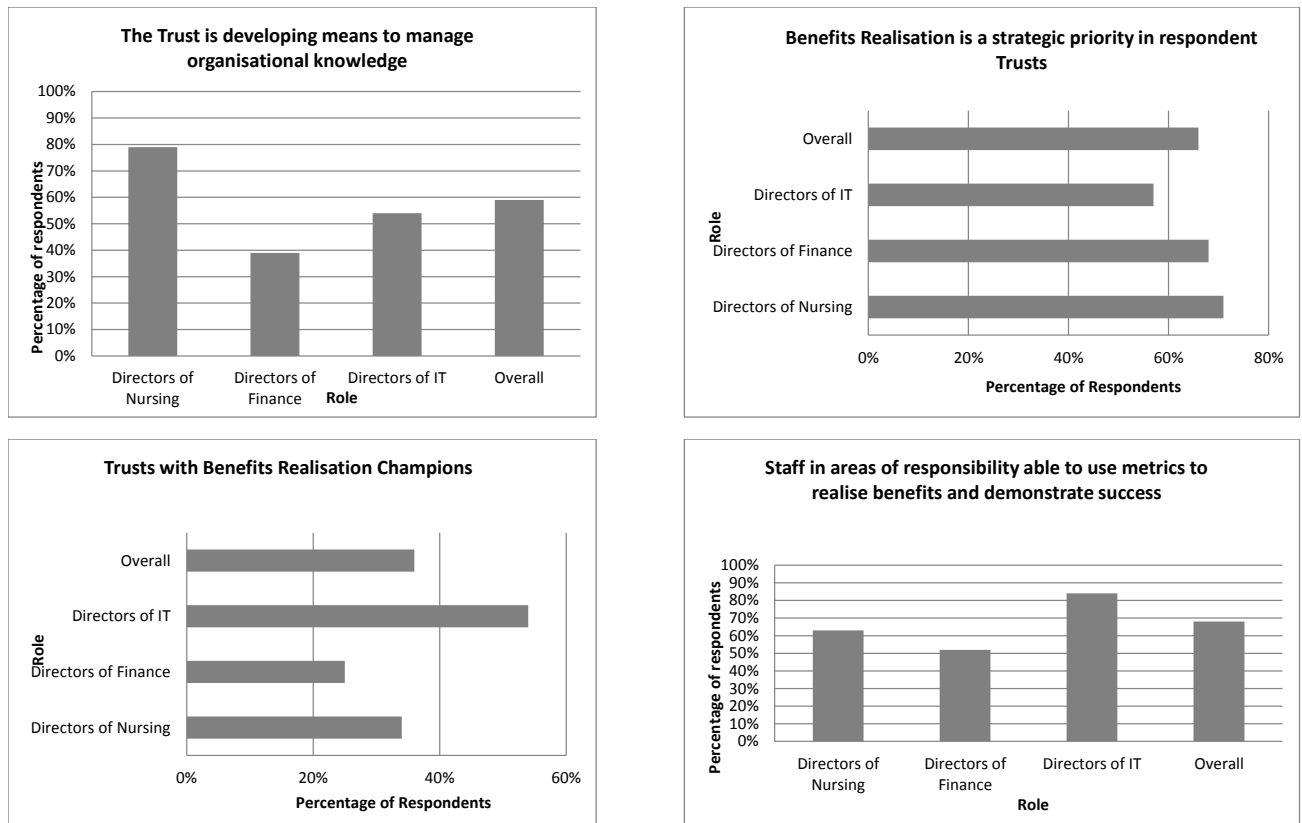 The Trust is developing means to manage
organisational knowledge
100%
90%
80%
70%
60%
50%
40%
30%
20%
10%
0%
Percentage of respondents
Directors of
Nursing
Directors of
Finance
Directors of IT
Overall
Role
Benefits Realisation is a strategic priority in respondent
Trusts
Role
Overall
Directors of IT
Directors of Finance
Directors of Nursing
0%
20%
40%
60%
80%
Percentage of Respondents
Trusts with Benefits Realisation Champions
Role
Overall
Directors of IT
Directors of Finance
Directors of Nursing
0%
20%
40%
60%
Percentage of Respondents
Staff in areas of responsibility able to use metrics to
realise benefits and demonstrate success
100%
90%
80%
70%
60%
50%
40%
30%
20%
10%
0%
Percentage of respondents
Directors of
Nursing
Directors of
Finance
Directors of IT
Overall
Role